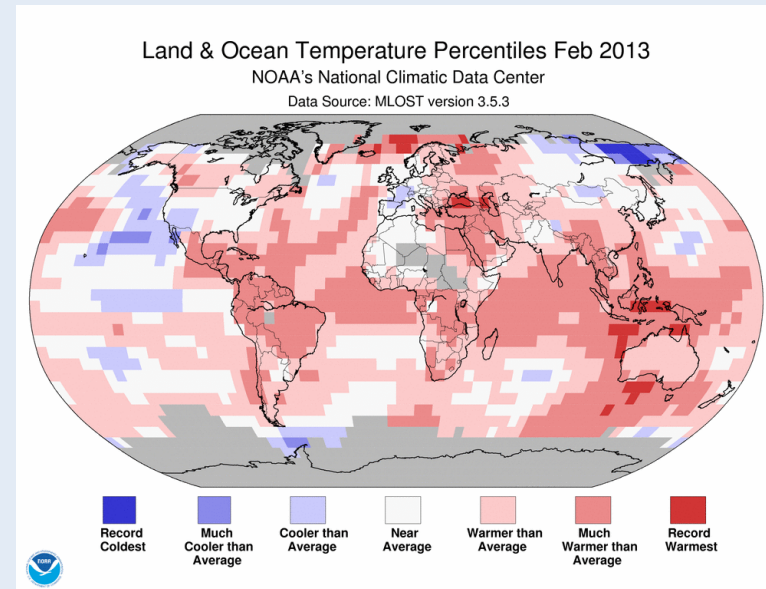 Land & Ocean Temperature Percentiles Feb 2013
NOAA's National Climatic Data Center
Data Source: MLOST version 3.5.3
Record
Coldest
Much
Cooler than
Average
Cooler than
Average
Near
Average
Warmer than
Average
Much
Warmer than
Average
Record
Warmest
NOAA